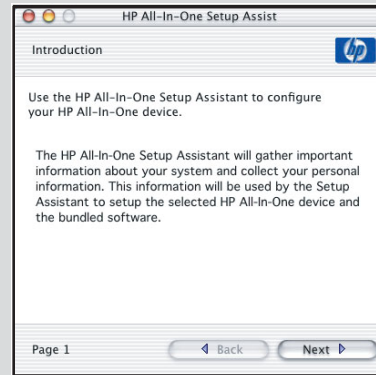 HP All-In-One Setup Assist
Introduction
hp
Use the HP All-In-One Setup Assistant to configure
your HP All-In-One device.
The HP All-In-One Setup Assistant will gather important
information about your system and collect your personal
information. This information will be used by the Setup
Assistant to setup the selected HP All-In-One device and
the bundled software.
Page 1
Back
Next